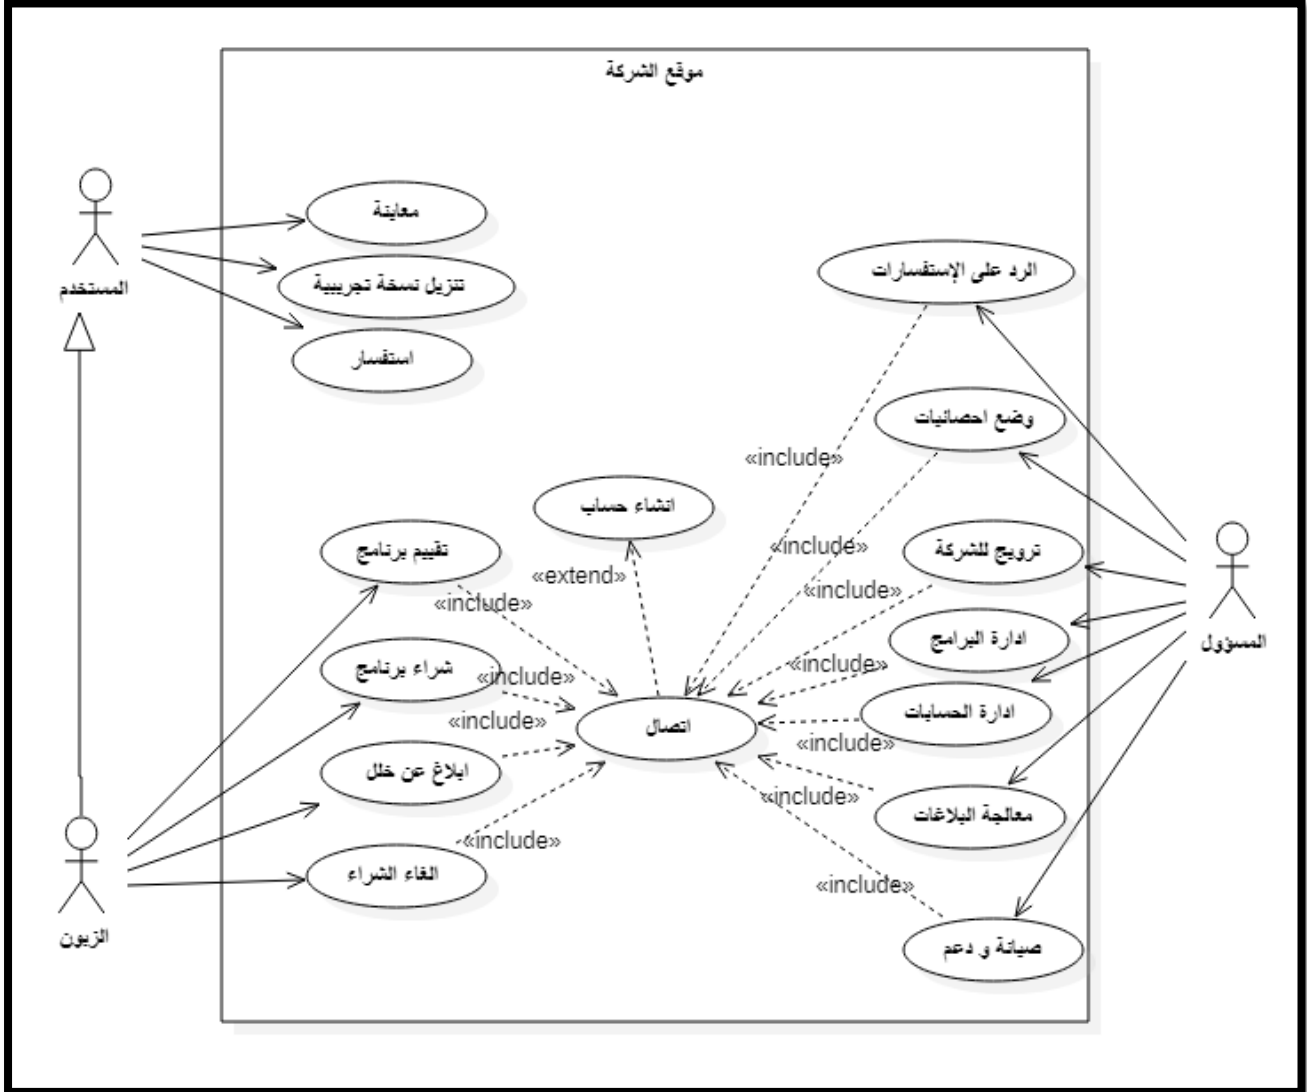 موقع الشركة
معاينة
المستخدم
الرد على الإستفسارات
تنزيل نسخة تجريبية
استفسار
وضع احصائيات
«include»
انشاء حساب
«include»
ترويج للشركة
تقييم برنامج
«extend»
«include»
«include»
ادارة البرامج
المسؤول
شراء برنامج
«include»
«include»
ادارة الحسابات
«include»
اتصال
«include»
ابلاغ عن خلل
«include»
معالجة البلاغات
«include»
الغاء الشراء
«include»
الزبون
صيانة و دعم